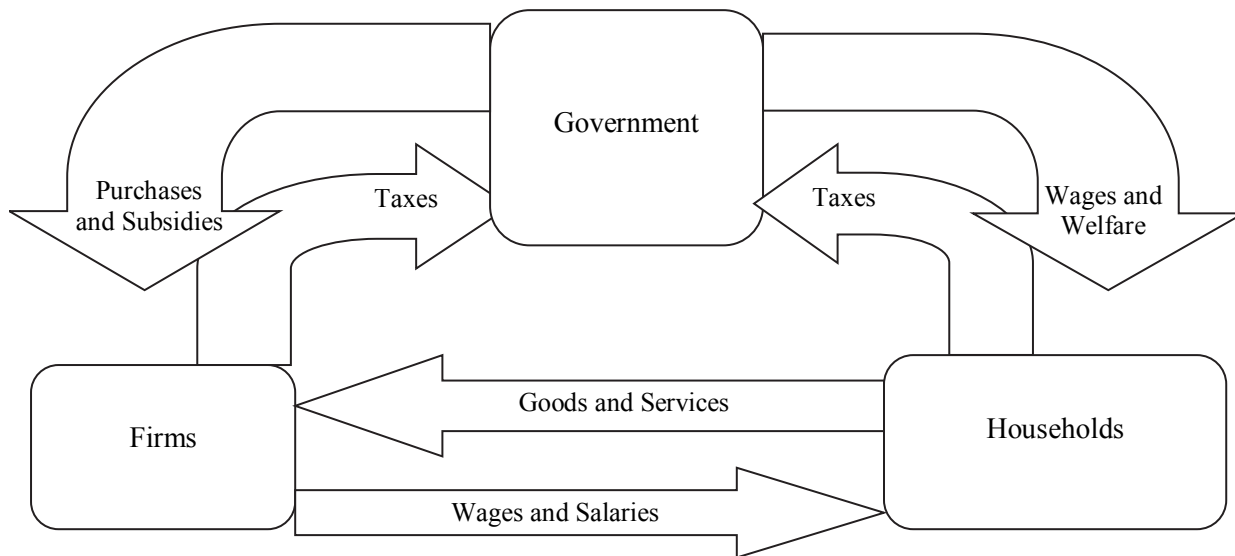 Government
Purchases
and Subsidies
Taxes
Taxes
Wages and
Welfare
Goods and Services
Firms
Households
Wages and Salaries